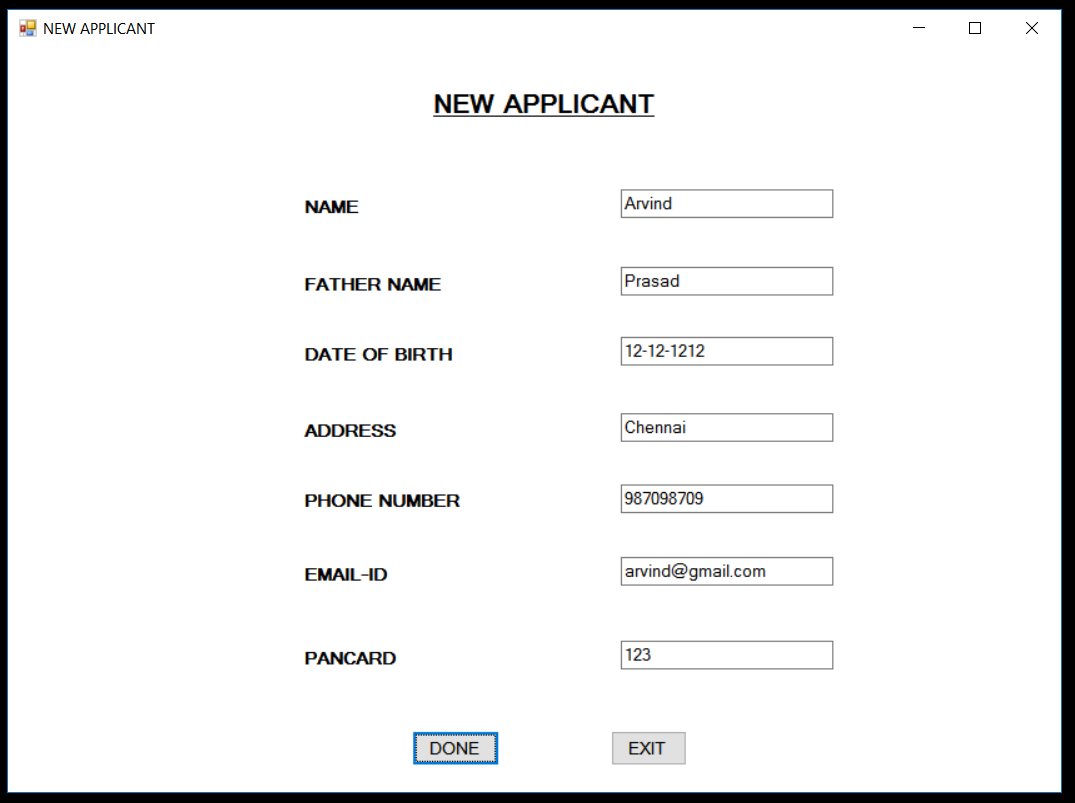 NEW APPLICANT
NEW APPLICANT
NAME Arvind
FATHER NAME Prasad
DATE OF BIRTH 12-12-1212
ADDRESS Chennai
PHONE NUMBER 987098709
EMAIL-ID arvind@gmail.com
PANCARD 123
DONE EXIT